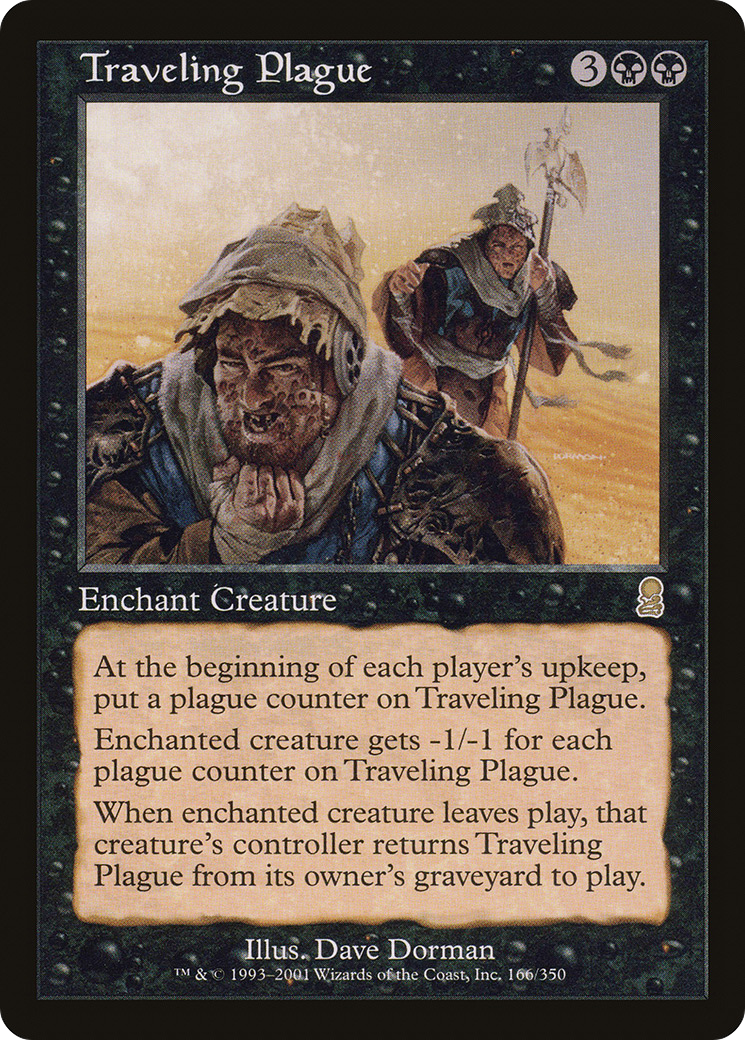 Traveling Plague 3
DORMAN
Enchant Creature
At the beginning of each player's upkeep,
put a plague counter on Traveling Plague.
Enchanted creature gets -1/-1 for each
plague counter on Traveling Plague.
When enchanted creature leaves play, that
creature's controller returns Traveling
Plague from its owner's graveyard to play.
Illus. Dave Dorman
™ & © 1993–2001 Wizards of the Coast, Inc. 166/350